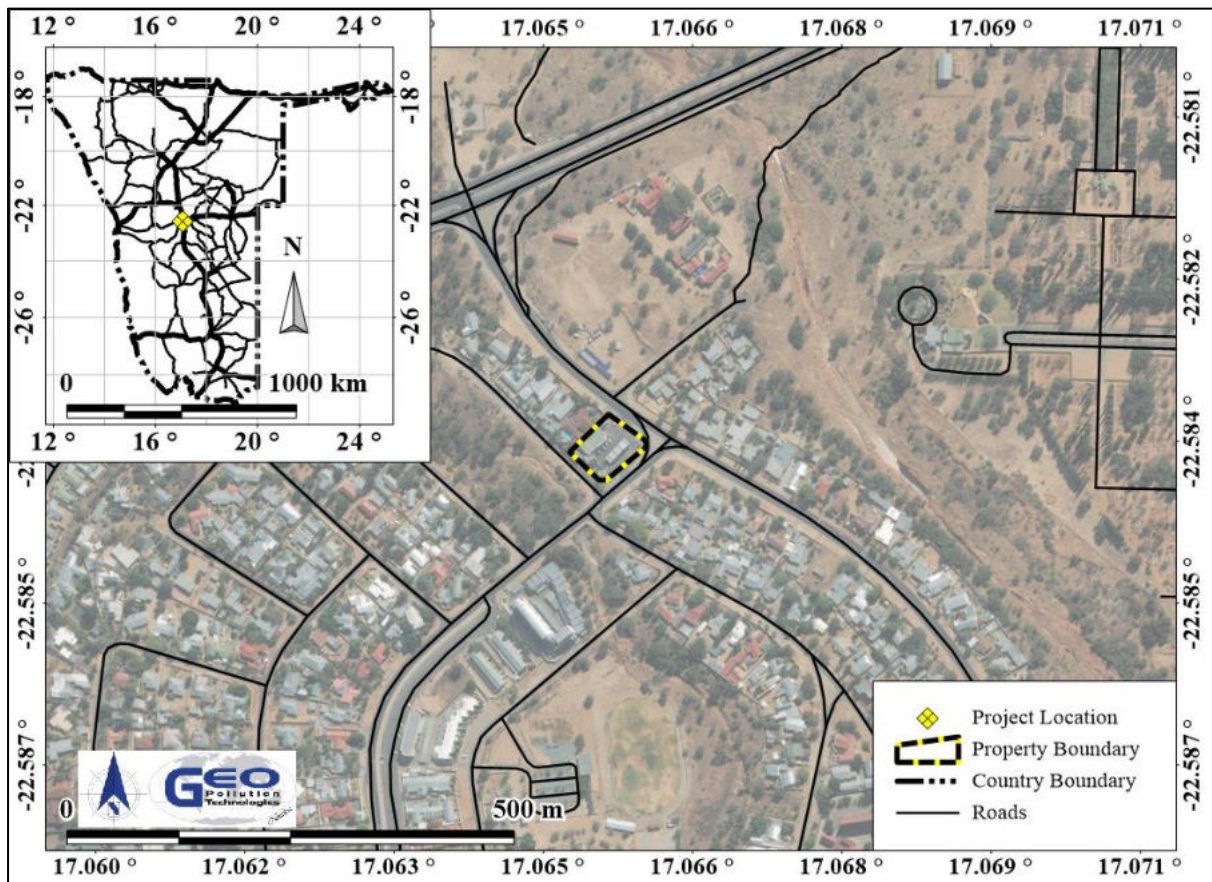 12 ° 16 ° 20 ° 24 °
-18 °
-22 °
-26 °
-18 °
-22 °
-26 °
N
0 1000 km
12 ° 16 ° 20 ° 24 °
17.065 ° 17.066 ° 17.068 ° 17.069 ° 17.071 °
-22.581 °
-22.582 °
-22.584 °
-22.585 °
-22.587 °
-22.585 °
-22.587 °
Project Location
Property Boundary
Country Boundary
Roads
GEO
Pollution
Technologies
0 500 m
17.060 ° 17.062 ° 17.063 ° 17.065 ° 17.066 ° 17.068 ° 17.069 ° 17.071 °